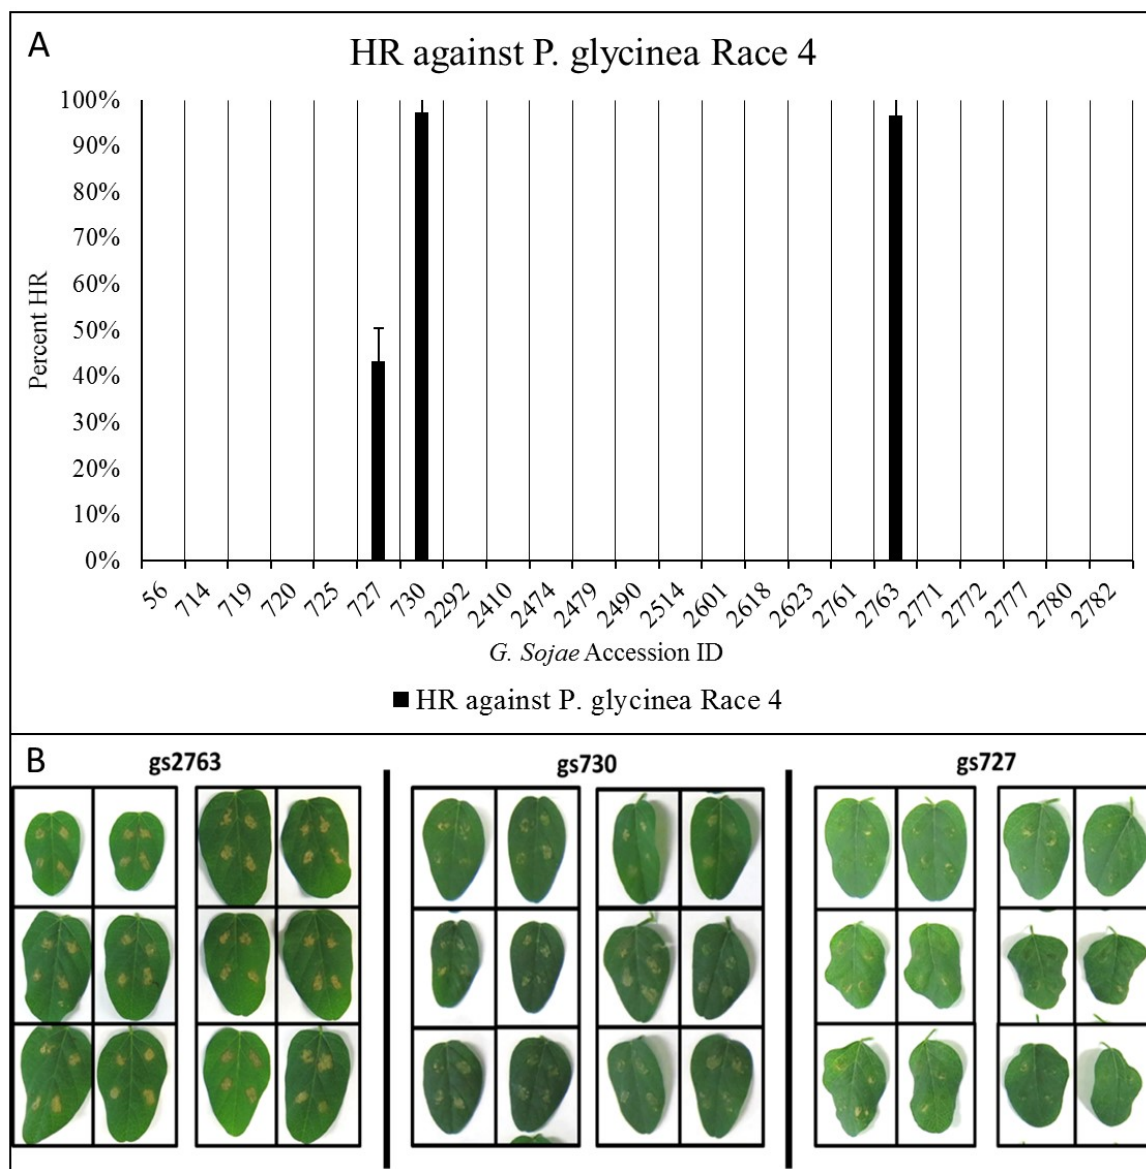 A
HR against P. glycinea Race 4
100%
90%
80%
70%
60%
50%
40%
30%
20%
10%
0%
Percent HR
56 714 719 720 725 727 730 2292 2410 2474 2479 2490 2514 2601 2618 2623 2761 2763 2771 2772 2777 2780 2782
G. Sojae Accession ID
HR against P. glycinea Race 4
B
gs2763 gs730 gs727